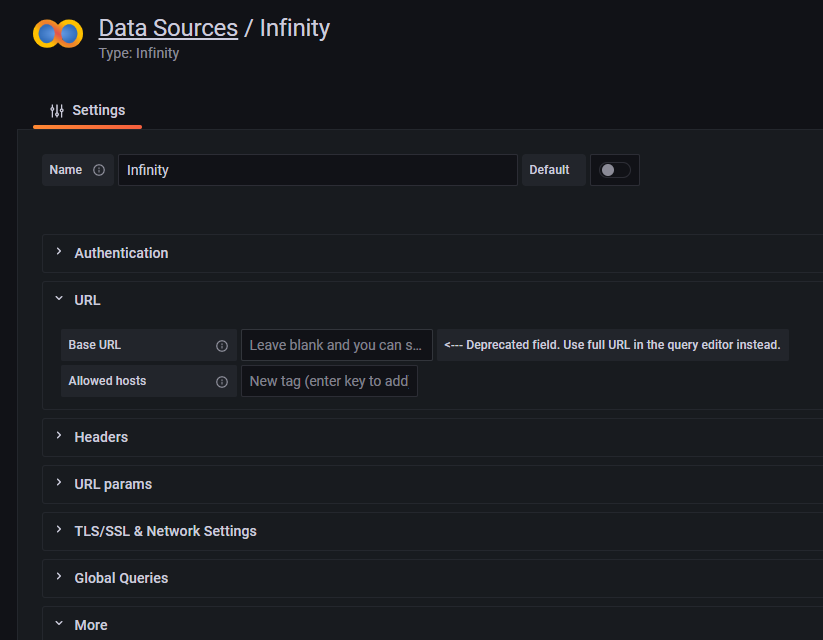 Data Sources / Infinity
Type: Infinity
Settings
Name Infinity Default
Authentication
URL
Base URL Leave blank and you can s... <--- Deprecated field. Use full URL in the query editor instead.
Allowed hosts New tag (enter key to add
Headers
URL params
TLS/SSL & Network Settings
Global Queries
More